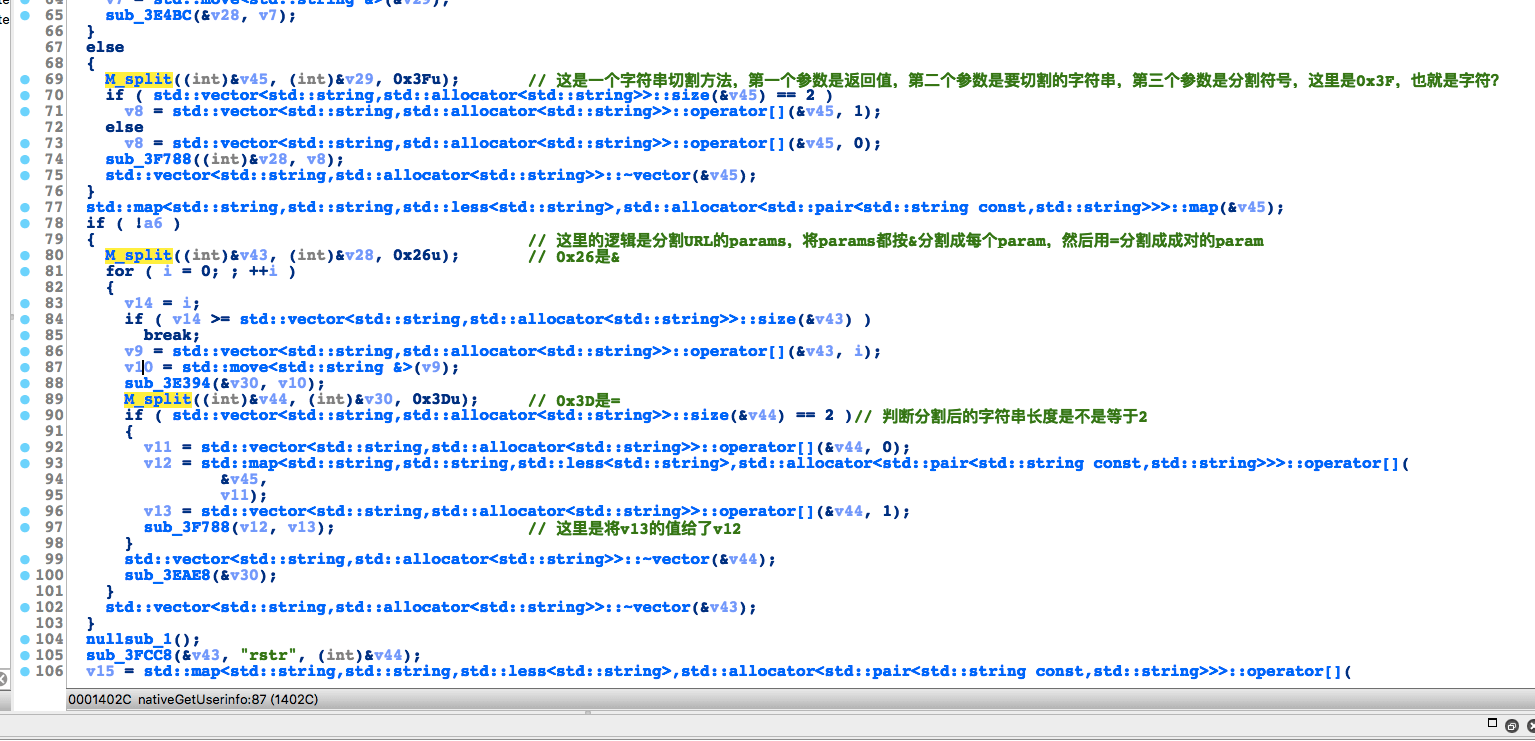 65 sub_3E4BC(&v28, v7);
66 }
67 else
68 {
69 M_split((int)&v45, (int)&v29, 0x3Fu); // 这是一个字符串切割方法，第一个参数是返回值，第二个参数是要切割的字符串，第三个参数是分割符号，这里是0x3F，也就是字符?
70 if ( std::vector<std::string,std::allocator<std::string>>::size(&v45) == 2 )
71 v8 = std::vector<std::string,std::allocator<std::string>>::operator[](&v45, 1);
72 else
73 v8 = std::vector<std::string,std::allocator<std::string>>::operator[](&v45, 0);
74 sub_3F788((int)&v28, v8);
75 std::vector<std::string,std::allocator<std::string>>::~vector(&v45);
76 }
77 std::map<std::string,std::string,std::less<std::string>,std::allocator<std::pair<std::string const,std::string>>>::map(&v45);
78 if ( !a6 )
79 { // 这里的逻辑是分割URL的params，将params都按&分割成每个param，然后用=分割成成对的param
80 M_split((int)&v43, (int)&v28, 0x26u); // 0x26是&
81 for ( i = 0; ; ++i )
82 {
83 v14 = i;
84 if ( v14 >= std::vector<std::string,std::allocator<std::string>>::size(&v43) )
85 break;
86 v9 = std::vector<std::string,std::allocator<std::string>>::operator[](&v43, i);
87 v10 = std::move<std::string &>(v9);
88 sub_3E394(&v30, v10);
89 M_split((int)&v44, (int)&v30, 0x3Du); // 0x3D是=
90 if ( std::vector<std::string,std::allocator<std::string>>::size(&v44) == 2 )// 判断分割后的字符串长度是不是等于2
91 {
92 v11 = std::vector<std::string,std::allocator<std::string>>::operator[](&v44, 0);
93 v12 = std::map<std::string,std::string,std::less<std::string>,std::allocator<std::pair<std::string const,std::string>>>::operator[](
94 &v45,
95 v11);
96 v13 = std::vector<std::string,std::allocator<std::string>>::operator[](&v44, 1);
97 sub_3F788(v12, v13); // 这里是将v13的值给了v12
98 }
99 std::vector<std::string,std::allocator<std::string>>::~vector(&v44);
100 sub_3EAE8(&v30);
101 }
102 std::vector<std::string,std::allocator<std::string>>::~vector(&v43);
103 }
104 nullsub_1();
105 sub_3FCC8(&v43, "rstr", (int)&v44);
106 v15 = std::map<std::string,std::string,std::less<std::string>,std::allocator<std::pair<std::string const,std::string>>>::operator[](
0001402C nativeGetUserinfo:87 (1402C)